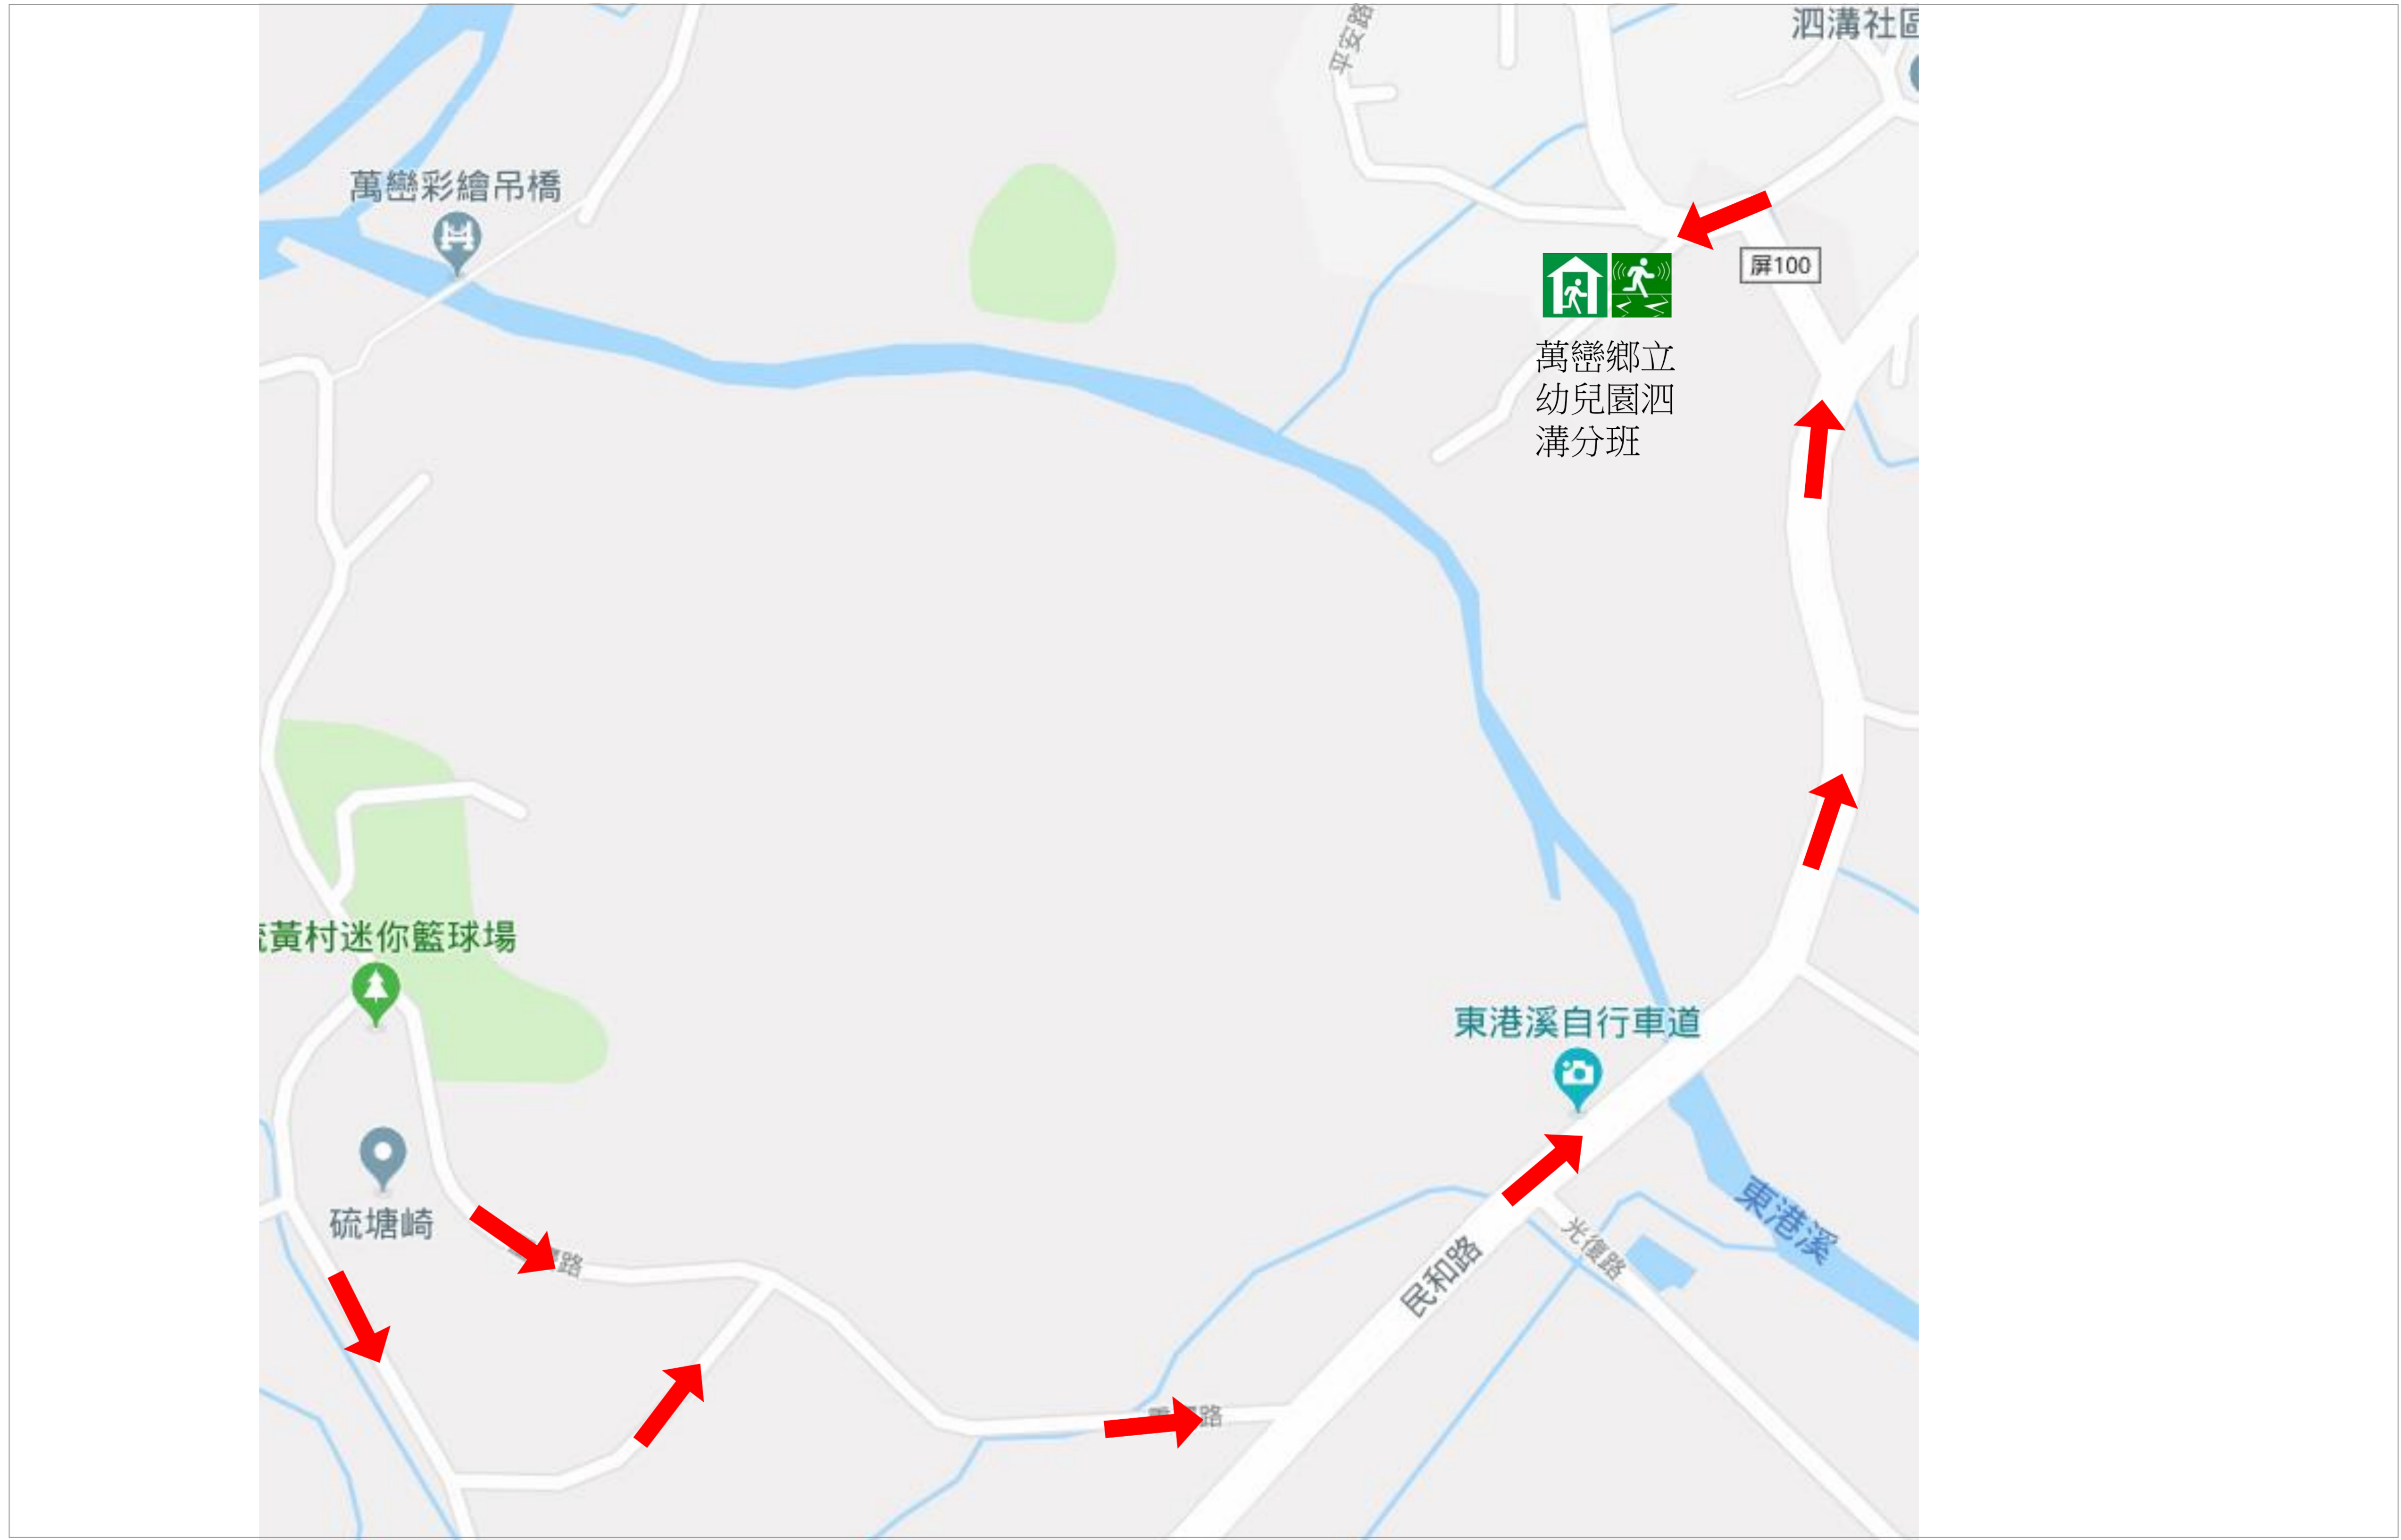 平安路
泗溝社區
萬巒彩繪吊橋
屏100
萬巒鄉立
幼兒園泗
溝分班
黃村迷你籃球場
東港溪自行車道
硫塘崎
路
東港溪
光復路
民和路
路